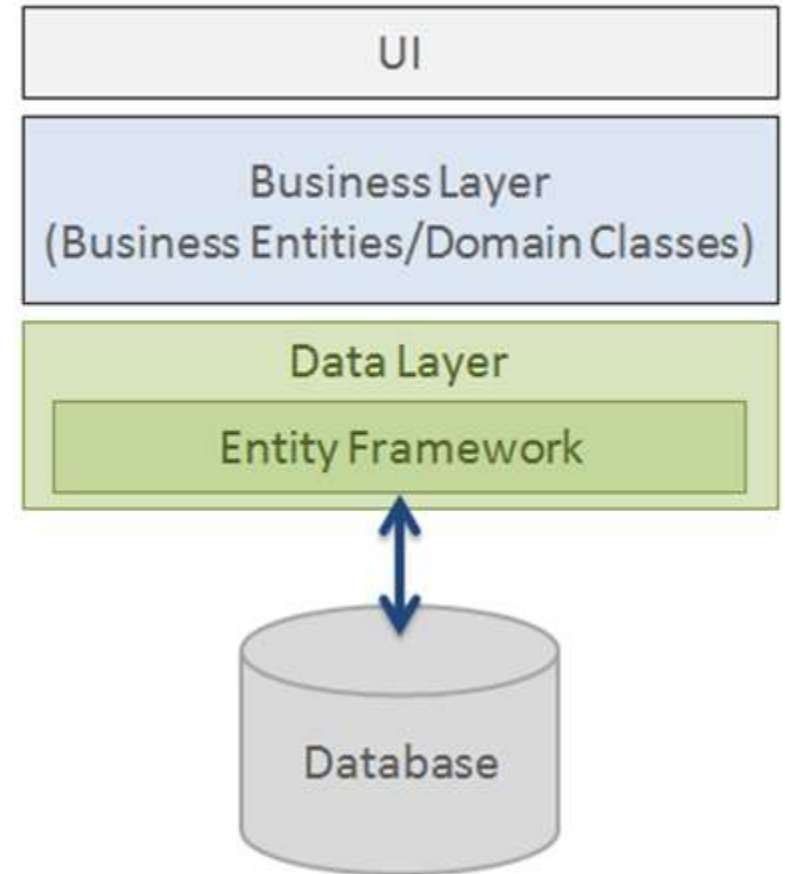 UI
Business Layer
(Business Entities/Domain Classes)
Data Layer
Entity Framework
Database